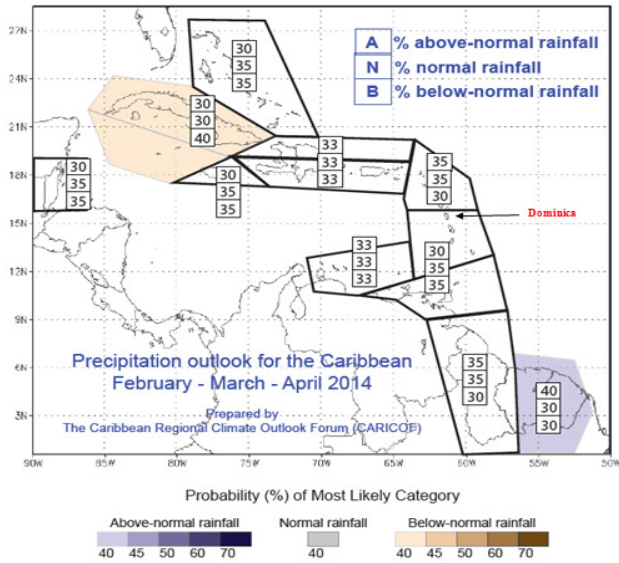 27N
24N
21N
18N
15N
12N
9N
6N
3N
A % above-normal rainfall
N % normal rainfall
B % below-normal rainfall
30
35
35
30
30
40
33
33
33
35
35
30
30
35
35
30
35
35
Dominica
33
33
33
30
35
35
35
35
30
40
30
30
Precipitation outlook for the Caribbean
February - March - April 2014
Prepared by
The Caribbean Regional Climate Outlook Forum (CARICOF)
90W 85W 80W 75W 70W 65W 60W 55W 50W
Probability (%) of Most Likely Category
Above-normal rainfall Normal rainfall Below-normal rainfall
40 45 50 60 70 40 40 45 50 60 70